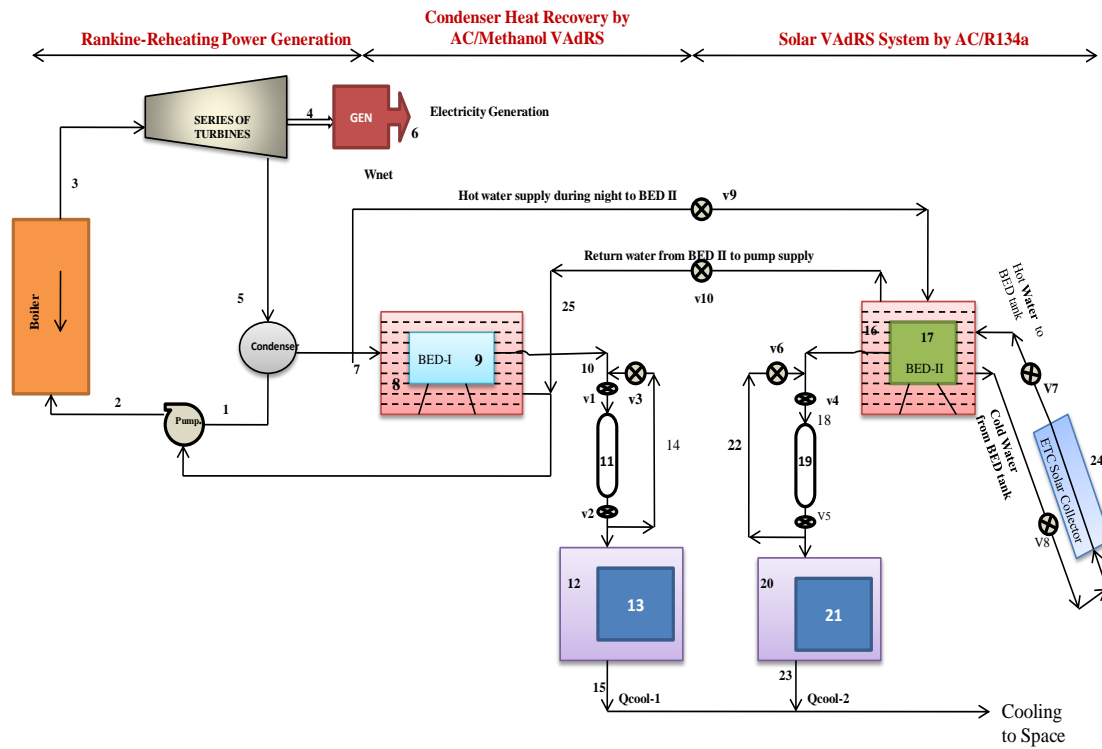 Condenser Heat Recovery by
AC/Methanol VAdRS
Rankine-Reheating Power Generation
Solar VAdRS System by AC/R134a
SERIES OF
TURBINES
4
GEN
6
Electricity Generation
Wnet
3
Hot water supply during night to BED II
v9
Return water from BED II to pump supply
v10
Hot Water to
BED tank
Boiler
5
25
Condenser
7
BED-I
9
8
10
v1
v3
v6
v4
16
17
BED-II
V7
2
1
Pump.
11
14
22
18
19
Cold Water
from BED tank
ETC Solar Collector
24
v2
V5
V8
12
13
20
21
15
Qcool-1
23
Qcool-2
Cooling
to Space